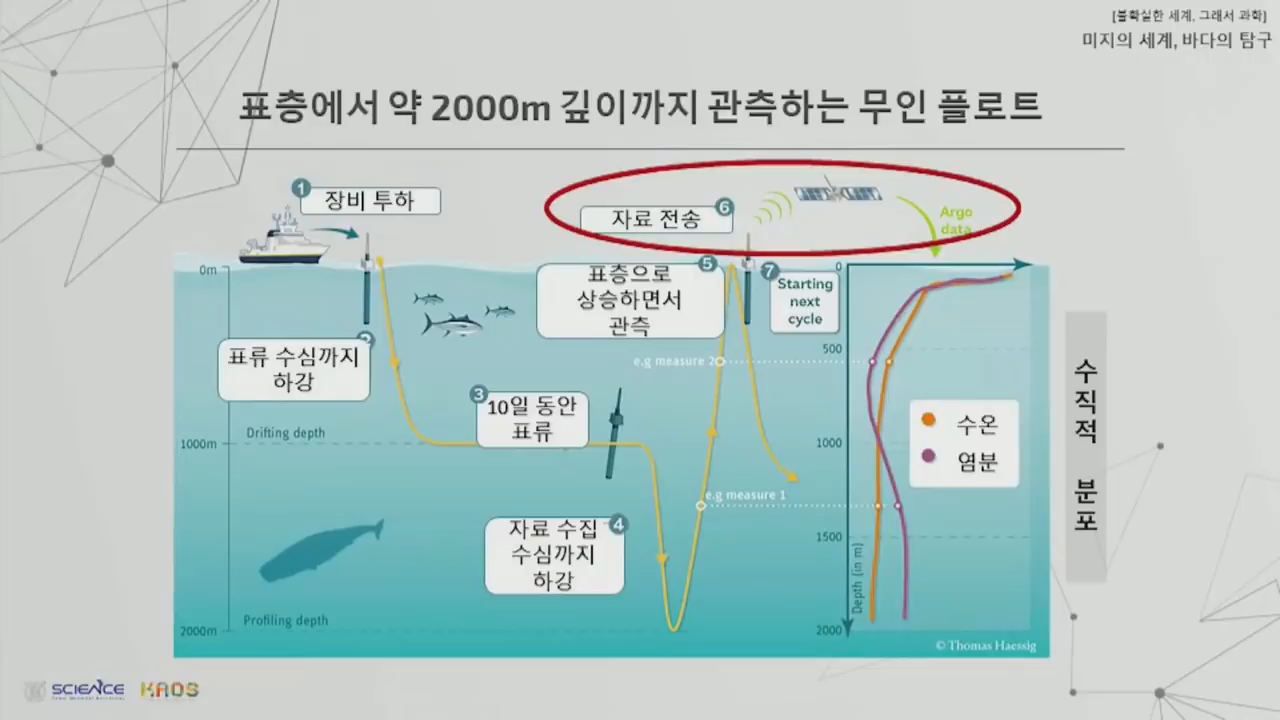 [불확실한 세계, 그래서 과학]
미지의 세계, 바다의 탐구
표층에서 약 2000m 깊이까지 관측하는 무인 플로트
1
장비 투하
6
자료 전송
Argo
data
0m
2
표류 수심까지
하강
5
표층으로
상승하면서
관측
7
Starting
next
cycle
0
500
1000
1500
2000
Depth (in m)
e.g measure 2
3
10일 동안
표류
Drifting depth
1000m
e.g measure 1
4
자료 수집
수심까지
하강
Profiling depth
2000m
수온
염분
수직적 분포
© Thomas Haessig
SCIENCE
KAOS